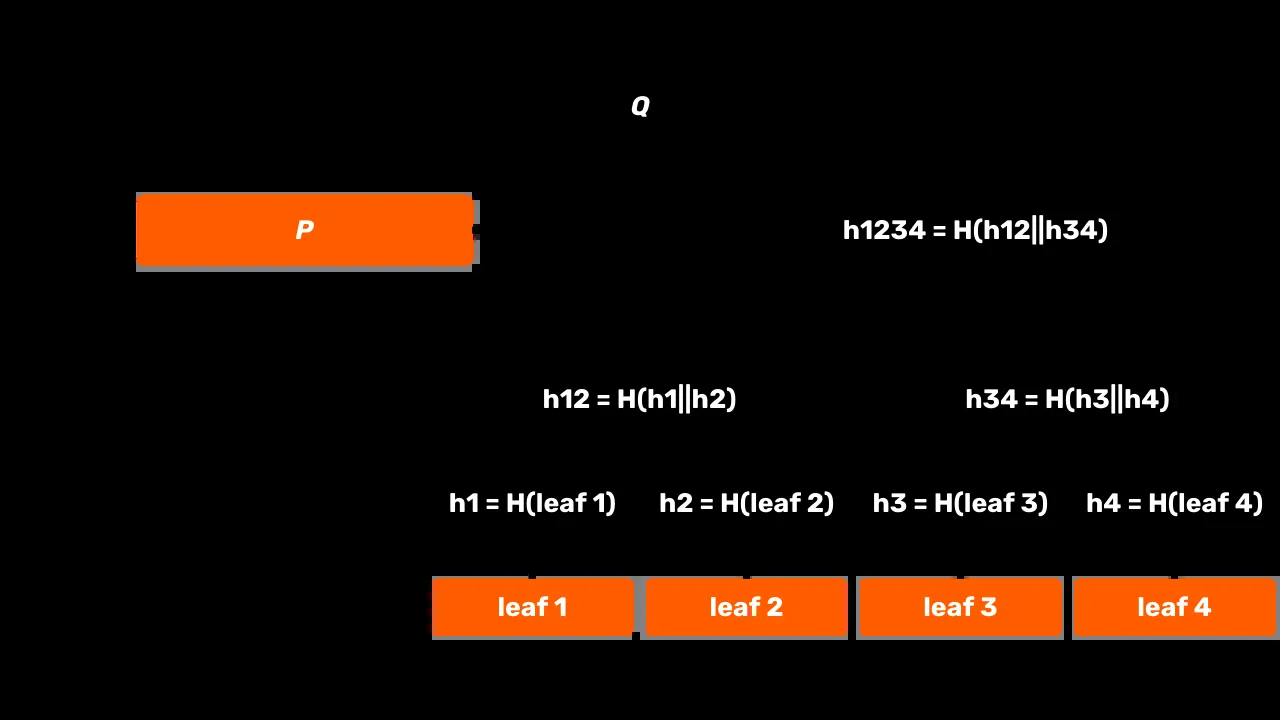 Q
P
h1234 = H(h12||h34)
h12 = H(h1||h2)
h34 = H(h3||h4)
h1 = H(leaf 1)
h2 = H(leaf 2)
h3 = H(leaf 3)
h4 = H(leaf 4)
leaf 1
leaf 2
leaf 3
leaf 4